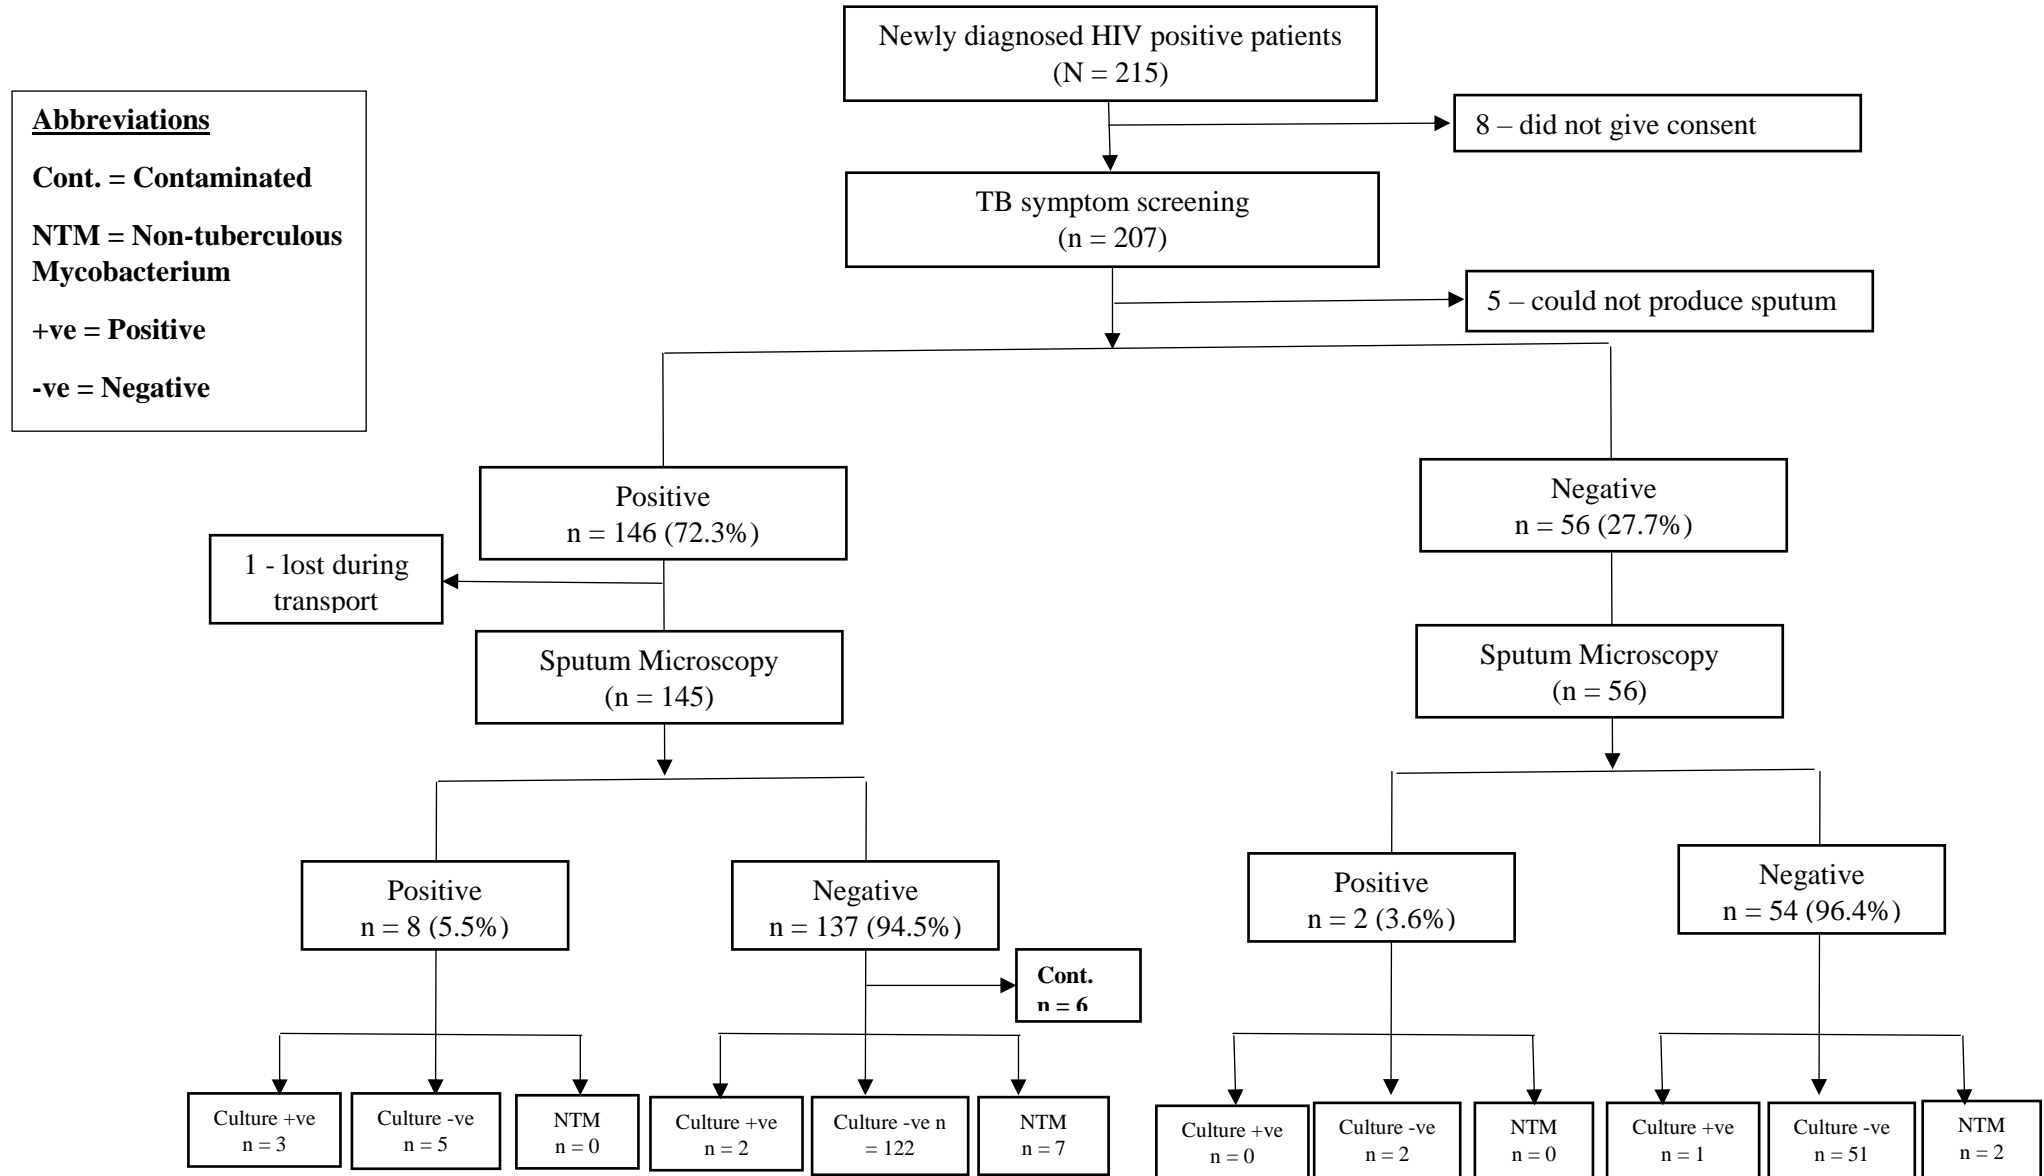 Newly diagnosed HIV positive patients
(N = 215)
Abbreviations
Cont. = Contaminated
NTM = Non-tuberculous
Mycobacterium
+ve = Positive
-ve = Negative
8 – did not give consent
TB symptom screening
(n = 207)
5 – could not produce sputum
Positive
n = 146 (72.3%)
Negative
n = 56 (27.7%)
1 - lost during
transport
Sputum Microscopy
(n = 145)
Sputum Microscopy
(n = 56)
Positive
n = 8 (5.5%)
Negative
n = 137 (94.5%)
Positive
n = 2 (3.6%)
Negative
n = 54 (96.4%)
Cont.
n = 6
Culture +ve
n = 3
Culture -ve
n = 5
NTM
n = 0
Culture +ve
n = 2
Culture -ve n
= 122
NTM
n = 7
Culture +ve
n = 0
Culture -ve
n = 2
NTM
n = 0
Culture +ve
n = 1
Culture -ve
n = 51
NTM
n = 2